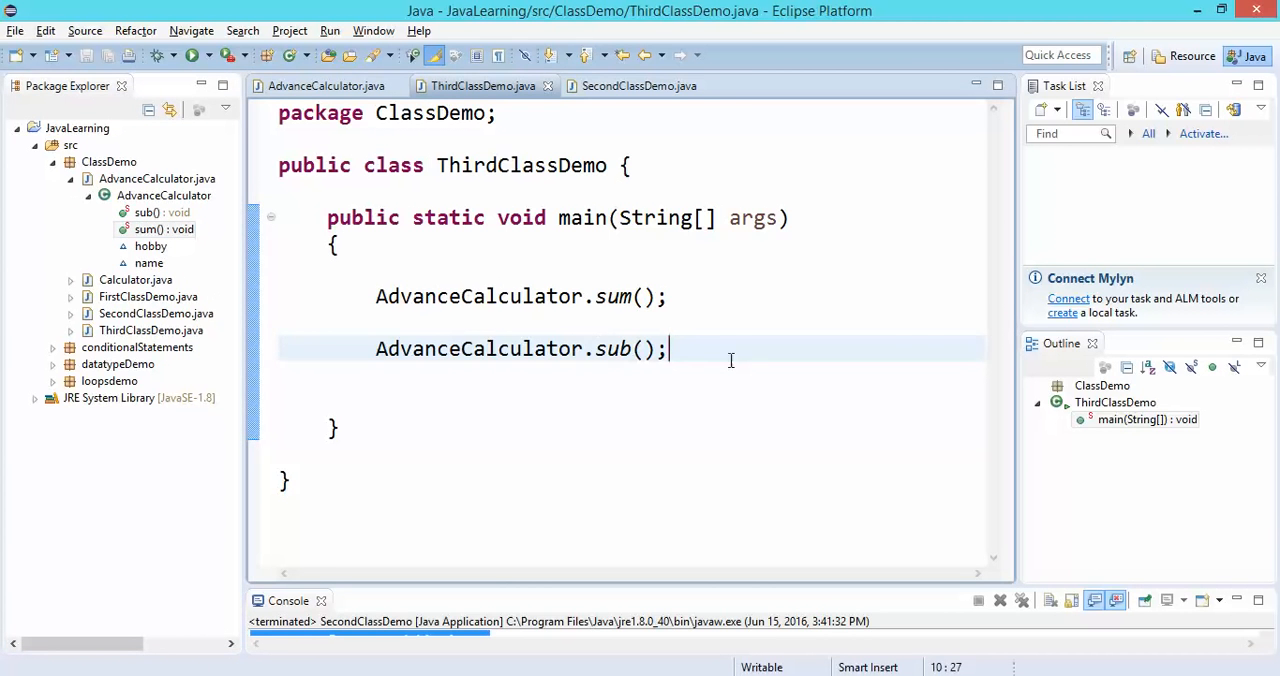 Java - JavaLearning/src/ClassDemo/ThirdClassDemo.java - Eclipse Platform
File Edit Source Refactor Navigate Search Project Run Window Help
Quick Access
Resource
Java
Package Explorer
JavaLearning
src
ClassDemo
AdvanceCalculator.java
AdvanceCalculator
sub() : void
sum() : void
hobby
name
Calculator.java
FirstClassDemo.java
SecondClassDemo.java
ThirdClassDemo.java
conditionalStatements
datatypeDemo
loopsdemo
JRE System Library [JavaSE-1.8]
AdvanceCalculator.java
ThirdClassDemo.java
SecondClassDemo.java
package ClassDemo;
public class ThirdClassDemo {
public static void main(String[] args)
{
AdvanceCalculator.sum();
AdvanceCalculator.sub();
}
}
Task List
Find
All
Activate...
Connect Mylyn
Connect to your task and ALM tools or
create a local task.
Outline
ClassDemo
ThirdClassDemo
main(String[]) : void
Console
<terminated> SecondClassDemo [Java Application] C:\Program Files\Java\jre1.8.0_40\bin\javaw.exe (Jun 15, 2016, 3:41:32 PM)
Writable
Smart Insert
10 : 27